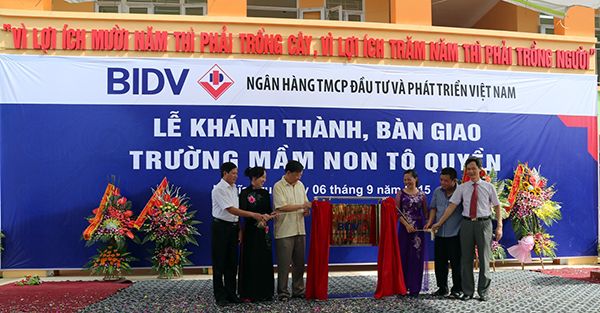 "VÌ LỢI ÍCH MƯỜI NĂM THÌ PHẢI TRỒNG CÂY, VÌ LỢI ÍCH TRĂM NĂM THÌ PHẢI TRỒNG NGƯỜI"
BIDV NGÂN HÀNG TMCP ĐẦU TƯ VÀ PHÁT TRIỂN VIỆT NAM
LỄ KHÁNH THÀNH, BÀN GIAO
TRƯỜNG MẦM NON TÔ QUYỀN
06 tháng 9 năm 2015
BIDV